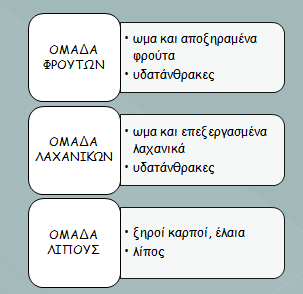 ΟΜΑΔΑ
ΦΡΟΥΤΩΝ
• ωμα και αποξηραμένα
φρούτα
• υδατάνθρακες
ΟΜΑΔΑ
ΛΑΧΑΝΙΚΩΝ
• ωμα και επεξεργασμένα
λαχανικά
• υδατάνθρακες
ΟΜΑΔΑ
ΛΙΠΟΥΣ
• ξηροί καρποί, έλαια
• λίπος